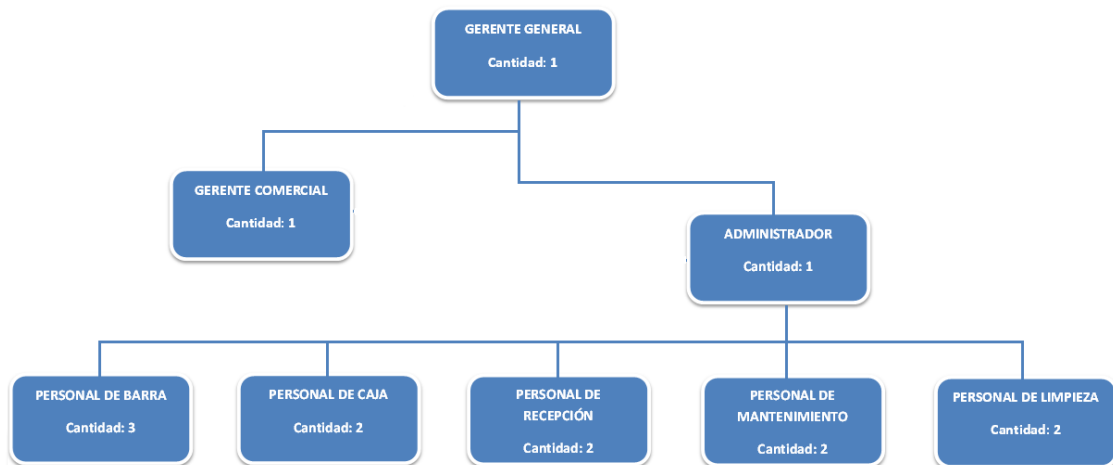 GERENTE GENERAL
Cantidad: 1
GERENTE COMERCIAL
Cantidad: 1
ADMINISTRADOR
Cantidad: 1
PERSONAL DE BARRA
Cantidad: 3
PERSONAL DE CAJA
Cantidad: 2
PERSONAL DE
RECEPCIÓN
Cantidad: 2
PERSONAL DE
MANTENIMIENTO
Cantidad: 2
PERSONAL DE LIMPIEZA
Cantidad: 2